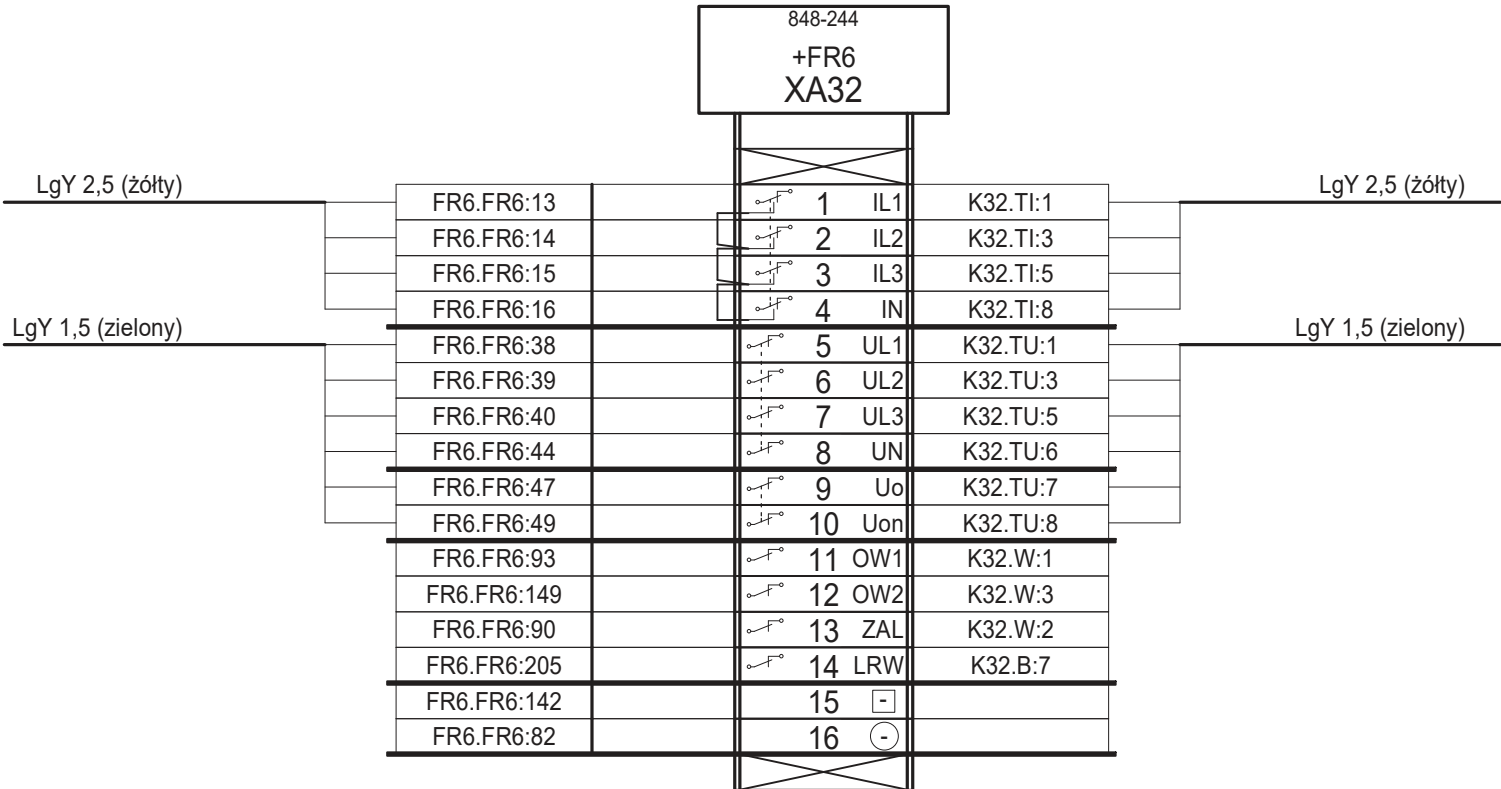 848-244
+FR6
XA32
LgY 2,5 (żółty)
LgY 2,5 (żółty)
FR6.FR6:13 1 IL1 K32.TI:1
FR6.FR6:14 2 IL2 K32.TI:3
FR6.FR6:15 3 IL3 K32.TI:5
FR6.FR6:16 4 IN K32.TI:8
LgY 1,5 (zielony)
LgY 1,5 (zielony)
FR6.FR6:38 5 UL1 K32.TU:1
FR6.FR6:39 6 UL2 K32.TU:3
FR6.FR6:40 7 UL3 K32.TU:5
FR6.FR6:44 8 UN K32.TU:6
FR6.FR6:47 9 Uo K32.TU:7
FR6.FR6:49 10 Uon K32.TU:8
FR6.FR6:93 11 OW1 K32.W:1
FR6.FR6:149 12 OW2 K32.W:3
FR6.FR6:90 13 ZAL K32.W:2
FR6.FR6:205 14 LRW K32.B:7
FR6.FR6:142 15 -
FR6.FR6:82 16 -